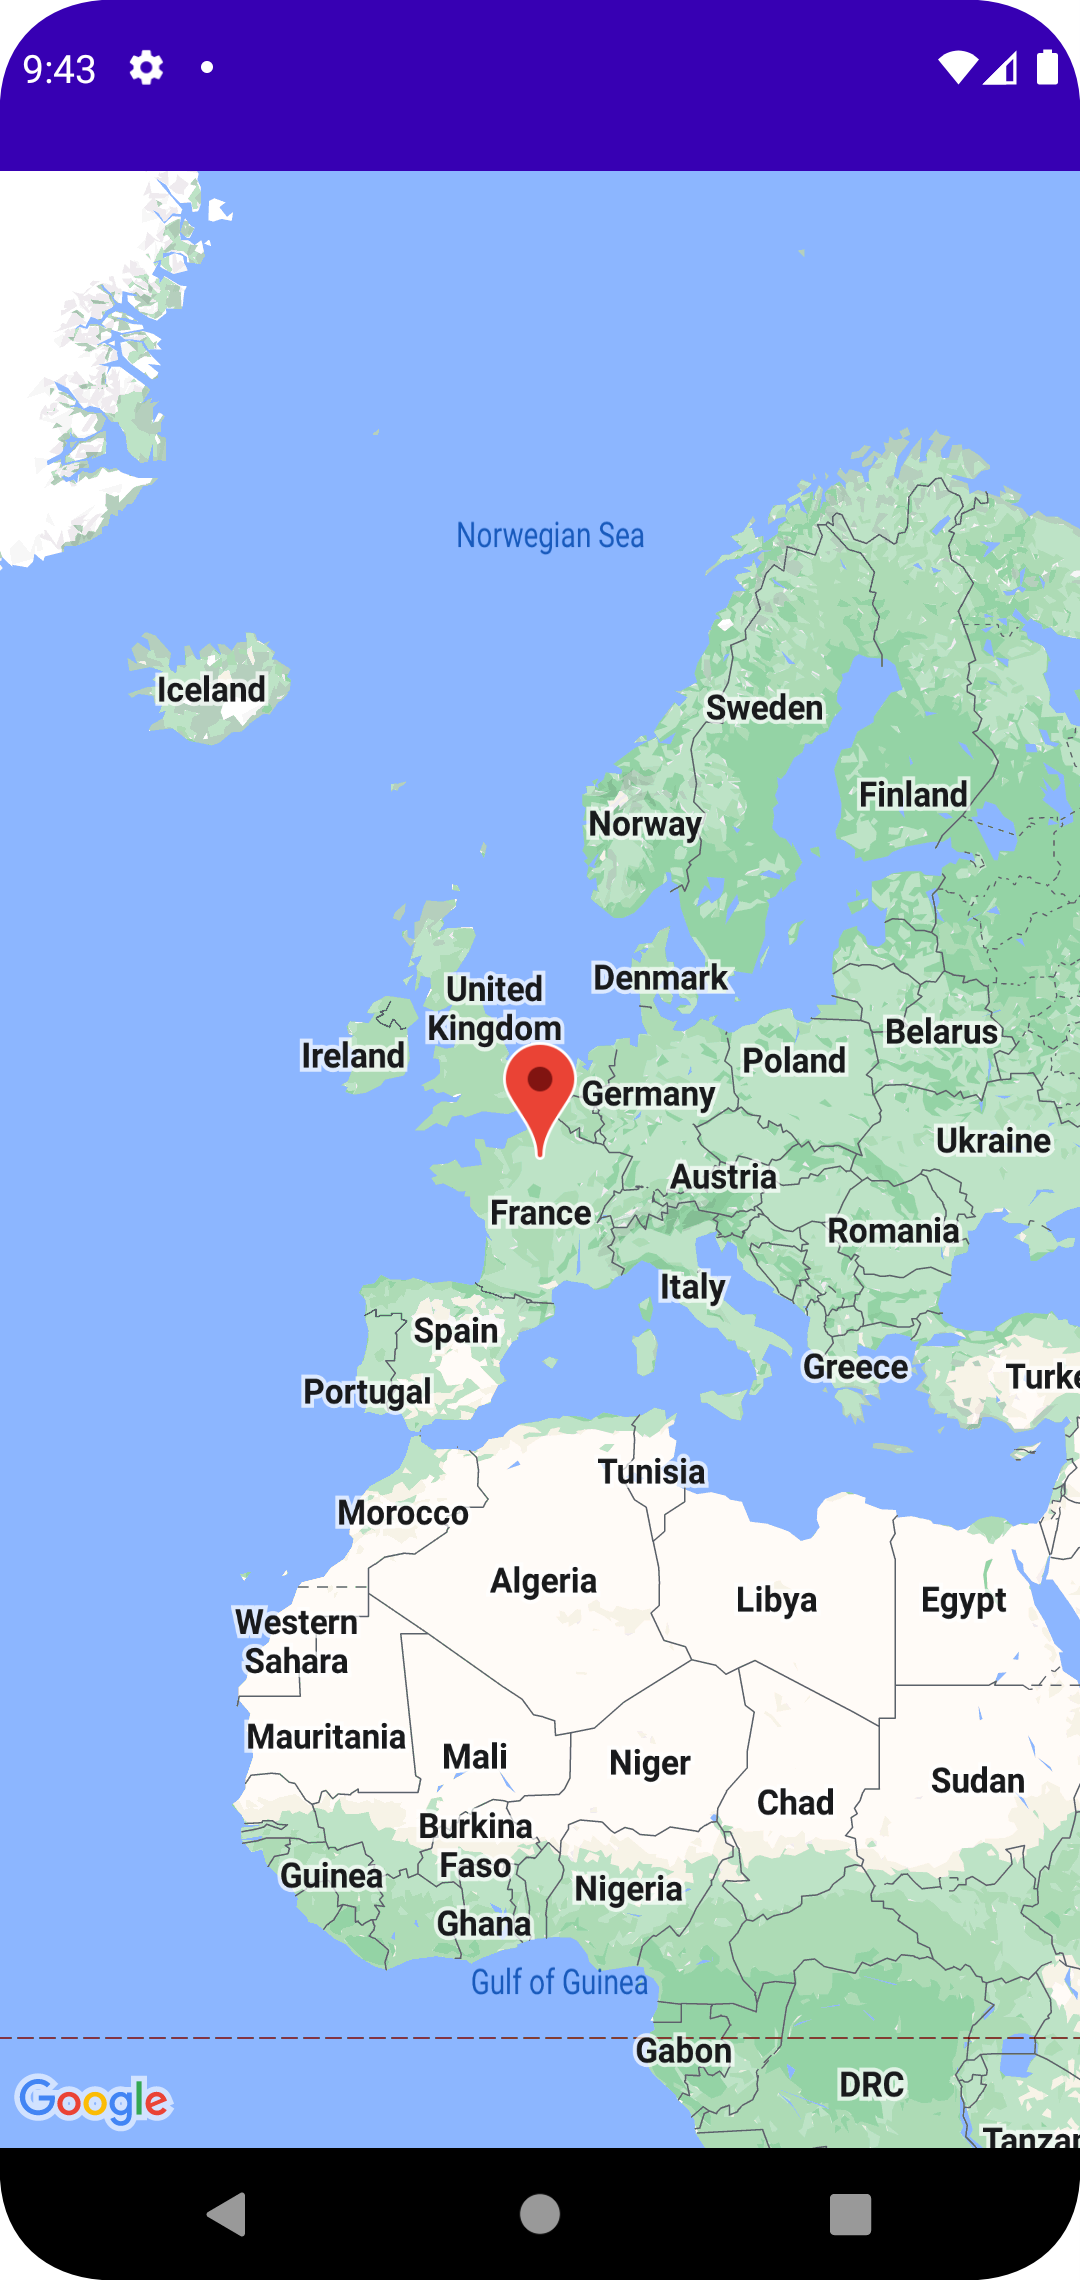 9:43
Norwegian Sea
Iceland
Sweden
Finland
Norway
Denmark
United
Kingdom
Belarus
Ireland
Poland
Germany
Ukraine
Austria
France
Romania
Italy
Spain
Greece
Turke
Portugal
Tunisia
Morocco
Algeria
Libya
Egypt
Western
Sahara
Mauritania
Mali
Niger
Sudan
Chad
Burkina
Faso
Guinea
Nigeria
Ghana
Gulf of Guinea
Gabon
DRC
Google
Tanzan